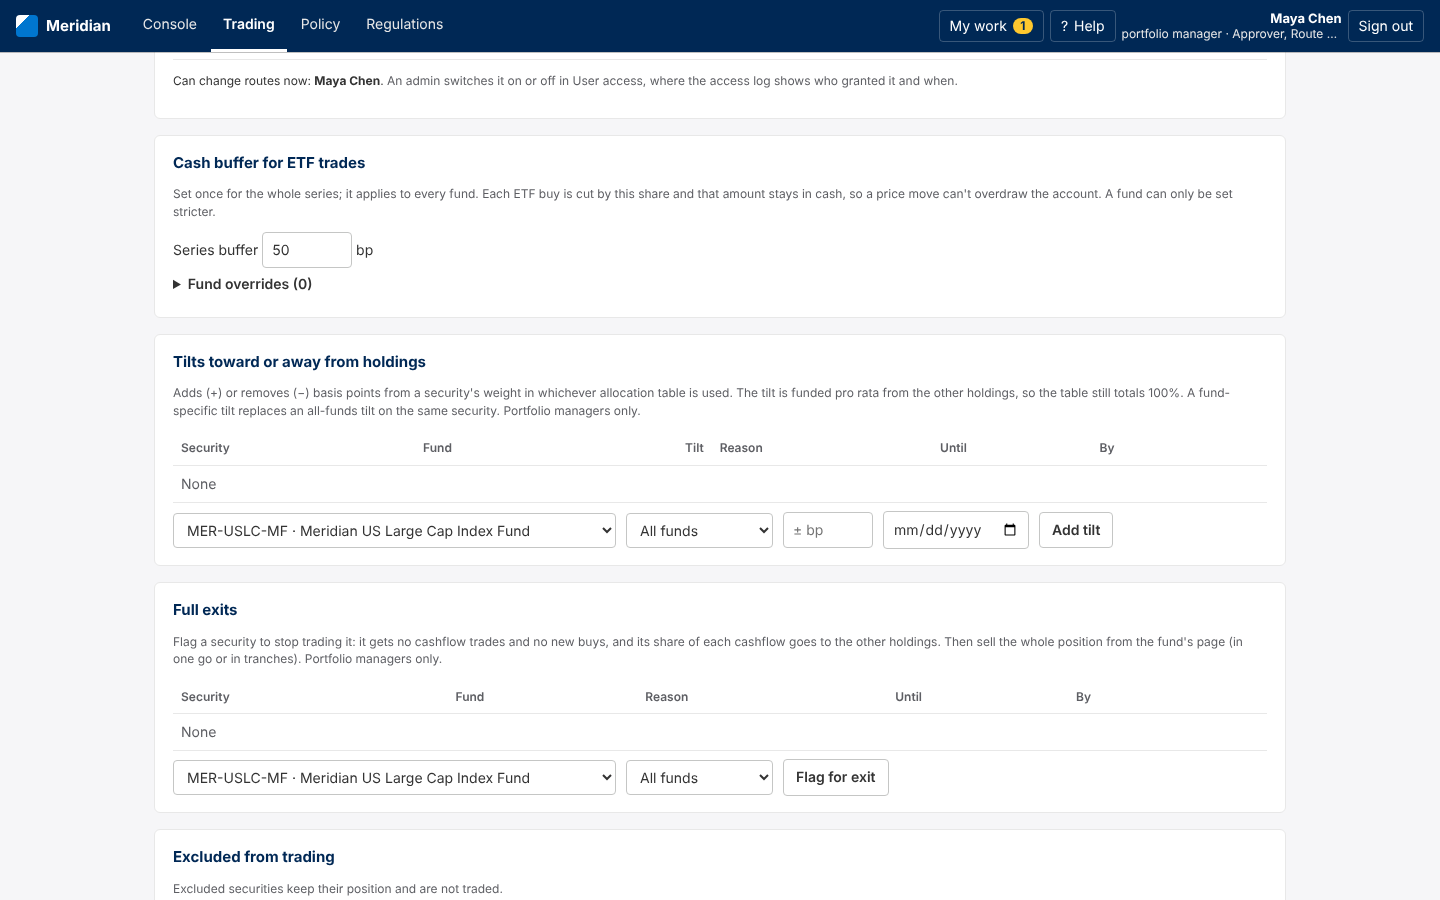 Meridian
Console
Trading
Policy
Regulations
My work 1
? Help
Maya Chen
portfolio manager · Approver, Route ...
Sign out
Can change routes now: Maya Chen. An admin switches it on or off in User access, where the access log shows who granted it and when.
Cash buffer for ETF trades
Set once for the whole series; it applies to every fund. Each ETF buy is cut by this share and that amount stays in cash, so a price move can't overdraw the account. A fund can only be set
stricter.
Series buffer 50 bp
Fund overrides (0)
Tilts toward or away from holdings
Adds (+) or removes (−) basis points from a security's weight in whichever allocation table is used. The tilt is funded pro rata from the other holdings, so the table still totals 100%. A fund-
specific tilt replaces an all-funds tilt on the same security. Portfolio managers only.
Security Fund Tilt Reason Until By
None
MER-USLC-MF · Meridian US Large Cap Index Fund All funds ± bp mm/dd/yyyy Add tilt
Full exits
Flag a security to stop trading it: it gets no cashflow trades and no new buys, and its share of each cashflow goes to the other holdings. Then sell the whole position from the fund's page (in
one go or in tranches). Portfolio managers only.
Security Fund Reason Until By
None
MER-USLC-MF · Meridian US Large Cap Index Fund All funds Flag for exit
Excluded from trading
Excluded securities keep their position and are not traded.